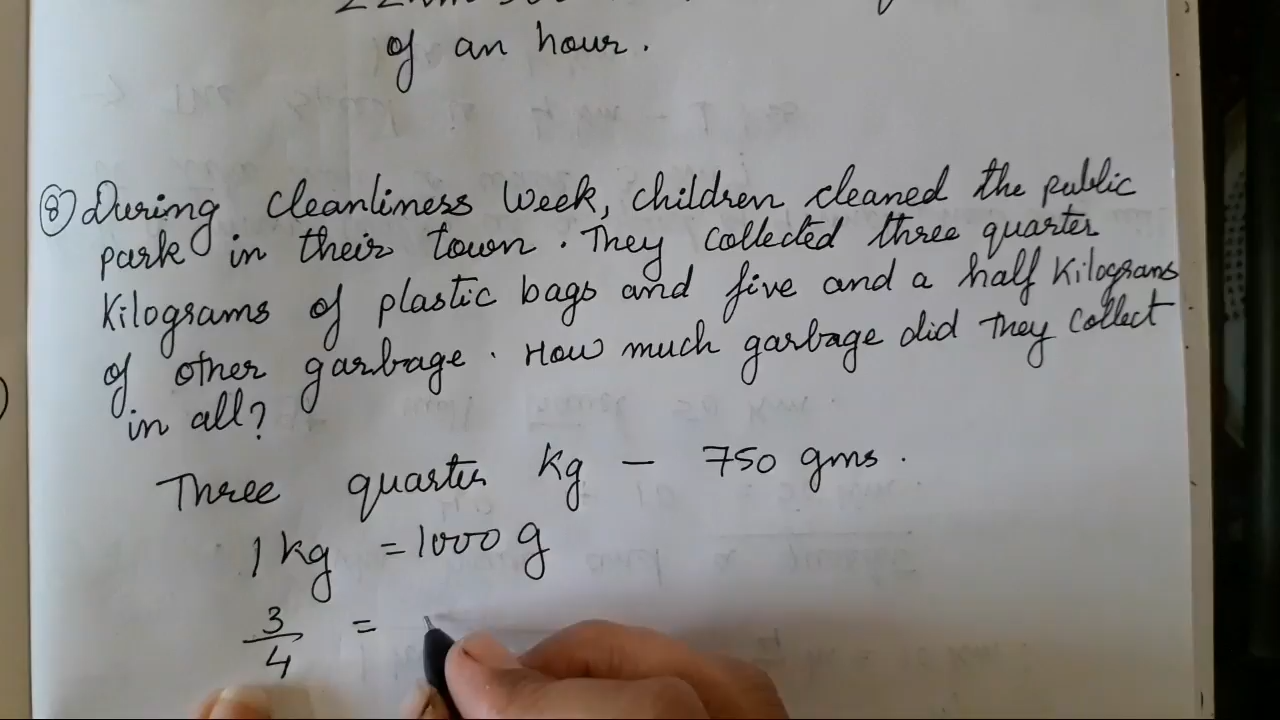 of an hour.
⑧ During cleanliness week, children cleaned the public
park in their town. They collected three quarter
kilograms of plastic bags and five and a half kilograms
of other garbage. How much garbage did they collect
in all?
Three quarter kg - 750 gms.
1 kg = 1000 g
3/4 =